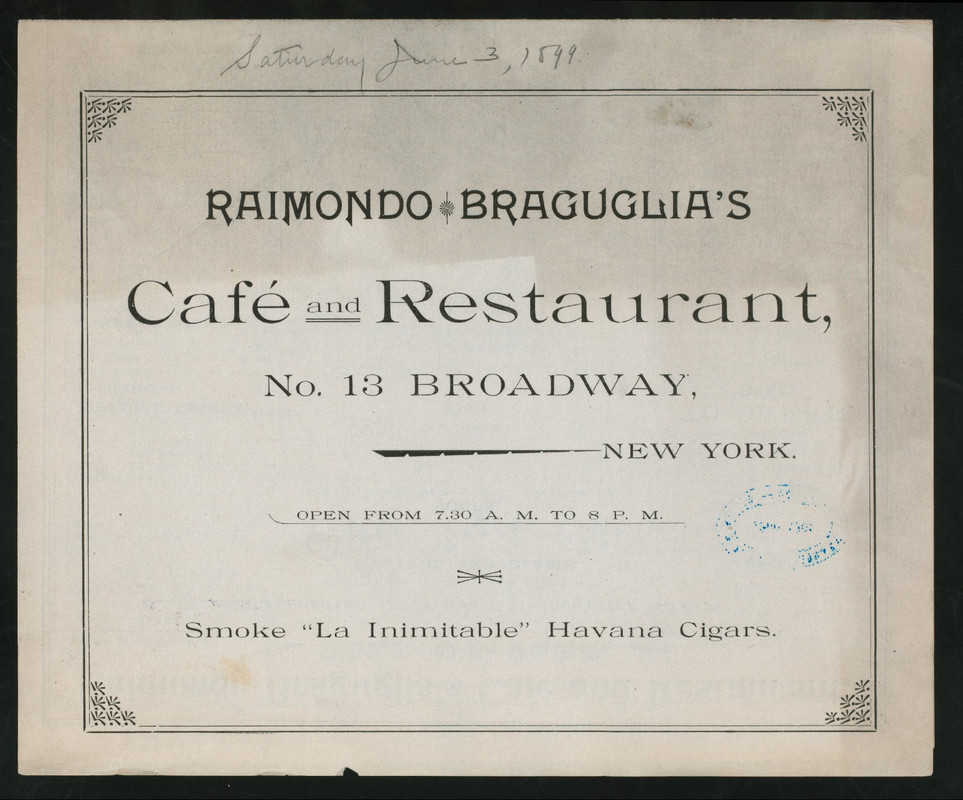 Saturday June 3, 1899.
RAIMONDO BRAGUGLIA'S
Café and Restaurant,
No. 13 BROADWAY,
NEW YORK.
OPEN FROM 7.30 A. M. TO 8 P. M.
Smoke “La Inimitable” Havana Cigars.